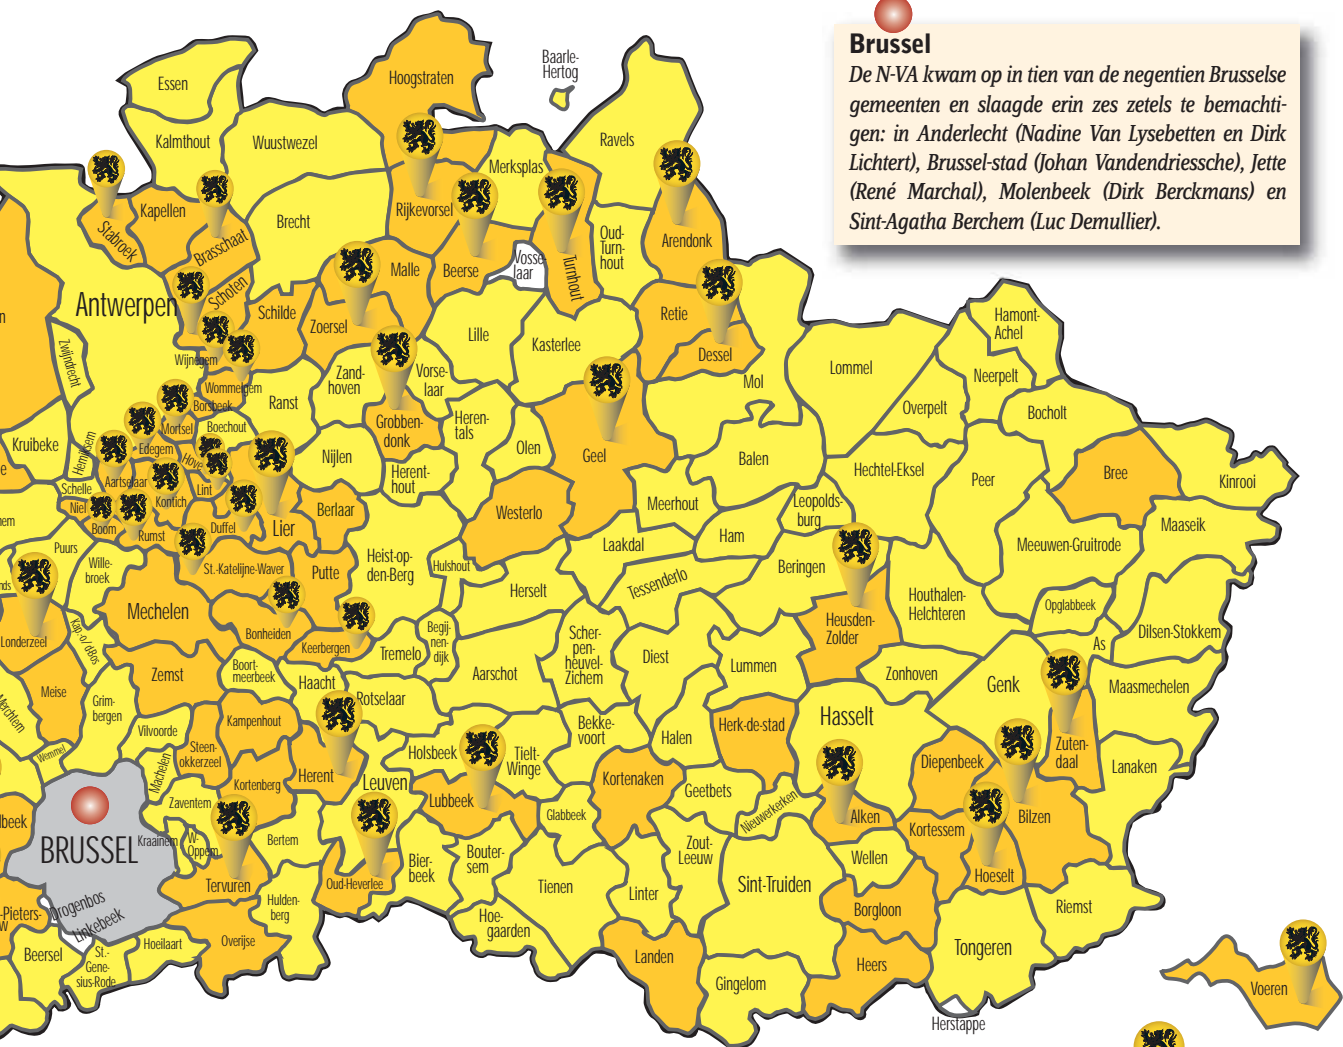 Brussel
De N-VA kwam op in tien van de negentien Brusselse
gemeenten en slaagde erin zes zetels te bemachti-
gen: in Anderlecht (Nadine Van Lysebetten en Dirk
Lichtert), Brussel-stad (Johan Vandendriessche), Jette
(René Marchal), Molenbeek (Dirk Berckmans) en
Sint-Agatha Berchem (Luc Demullier).
Essen
Hoogstraten
Baarle-
Hertog
Kalmthout
Wuustwezel
Merksplas
Ravels
Kapellen
Stabroek
Brasschaat
Brecht
Rijkevorsel
Oud-
Turn-
hout
Arendonk
Antwerpen
Schoten
Malle
Beerse
Vosse-
laar
Turnhout
Schilde
Zoersel
Lille
Kasterlee
Retie
Dessel
Hamont-
Achel
Zwijndrecht
Wijnegem
Wommelgem
Borsbeek
Zand-
hoven
Vorse-
laar
Mol
Lommel
Neerpelt
Overpelt
Bocholt
Ranst
Kruibeke
Hemiksem
Mortsel
Boechout
Edegem
Hove
Grobben-
donk
Heren-
tals
Olen
Geel
Balen
Hechtel-Eksel
Peer
Bree
Kinrooi
Schelle
Aartselaar
Kontich
Lint
Nijlen
Herent-
hout
Niel
Boom
Rumst
Duffel
Lier
Berlaar
Westerlo
Meerhout
Leopolds-
burg
Maaseik
Puurs
Wille-
broek
St.-Katelijne-Waver
Putte
Heist-op-
den-Berg
Hulshout
Laakdal
Ham
Meeuwen-Gruitrode
Herselt
Tessenderlo
Beringen
Houthalen-
Helchteren
Opglabbeek
As
Dilsen-Stokkem
Londerzeel
Kap.-o/dBos
Mechelen
Bonheiden
Keerbergen
Tremelo
Begij-
nen-
dijk
Scher-
pen-
heuvel-
Zichem
Diest
Heusden-
Zolder
Lummen
Zonhoven
Genk
Maasmechelen
Meise
Merchtem
Grim-
bergen
Zemst
Boort-
meerbeek
Haacht
Rotselaar
Aarschot
Vilvoorde
Kampenhout
Wemmel
Machelen
Steen-
okkerzeel
Herent
Holsbeek
Tielt-
Winge
Bekke-
voort
Halen
Herk-de-stad
Hasselt
Diepenbeek
Zuten-
daal
Lanaken
Kortenberg
Leuven
Lubbeek
Kortenaken
Geetbets
Nieuwerkerken
Zaventem
Glabbeek
Alken
Kortessem
Bilzen
BRUSSEL
Kraainem
W-
Oppem
Bertem
Bier-
beek
Bouter-
sem
Zout-
Leeuw
Wellen
Tervuren
Oud-Heverlee
Tienen
Linter
Sint-Truiden
Hoeselt
Drogenbos
Linkebeek
Hulden-
berg
Hoe-
gaarden
Borgloon
Riemst
-Pieters-
Beersel
St.-
Gene-
sius-Rode
Hoeilaart
Overijse
Landen
Gingelom
Heers
Tongeren
Voeren
Herstappe